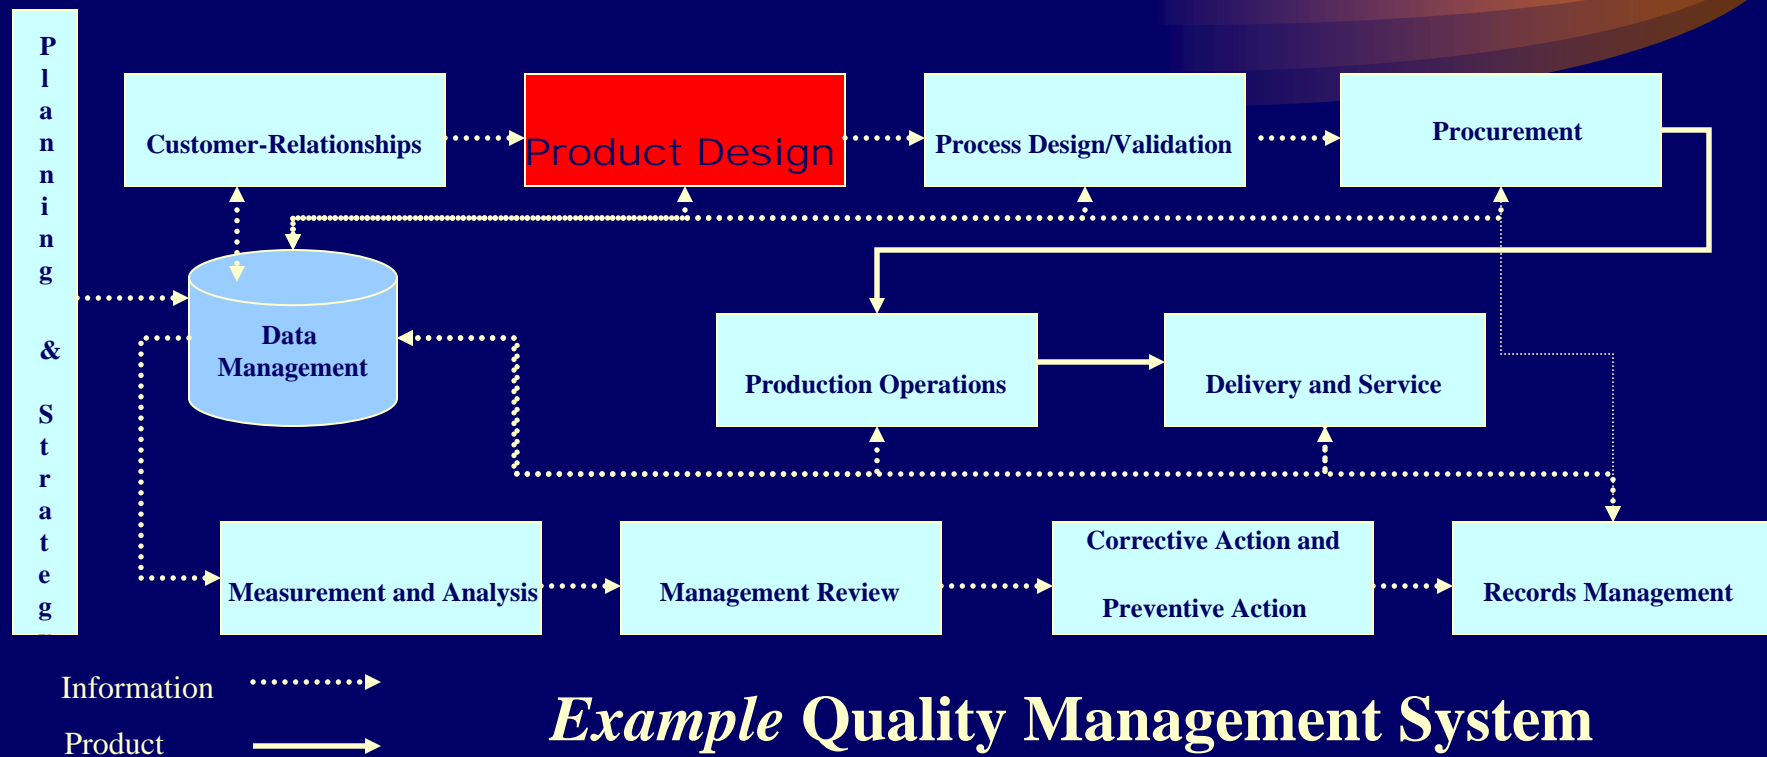 Planning & Strategy
Customer-Relationships
Product Design
Process Design/Validation
Procurement
Data
Management
Production Operations
Delivery and Service
Measurement and Analysis
Management Review
Corrective Action and
Preventive Action
Records Management
Information
Product
Example Quality Management System